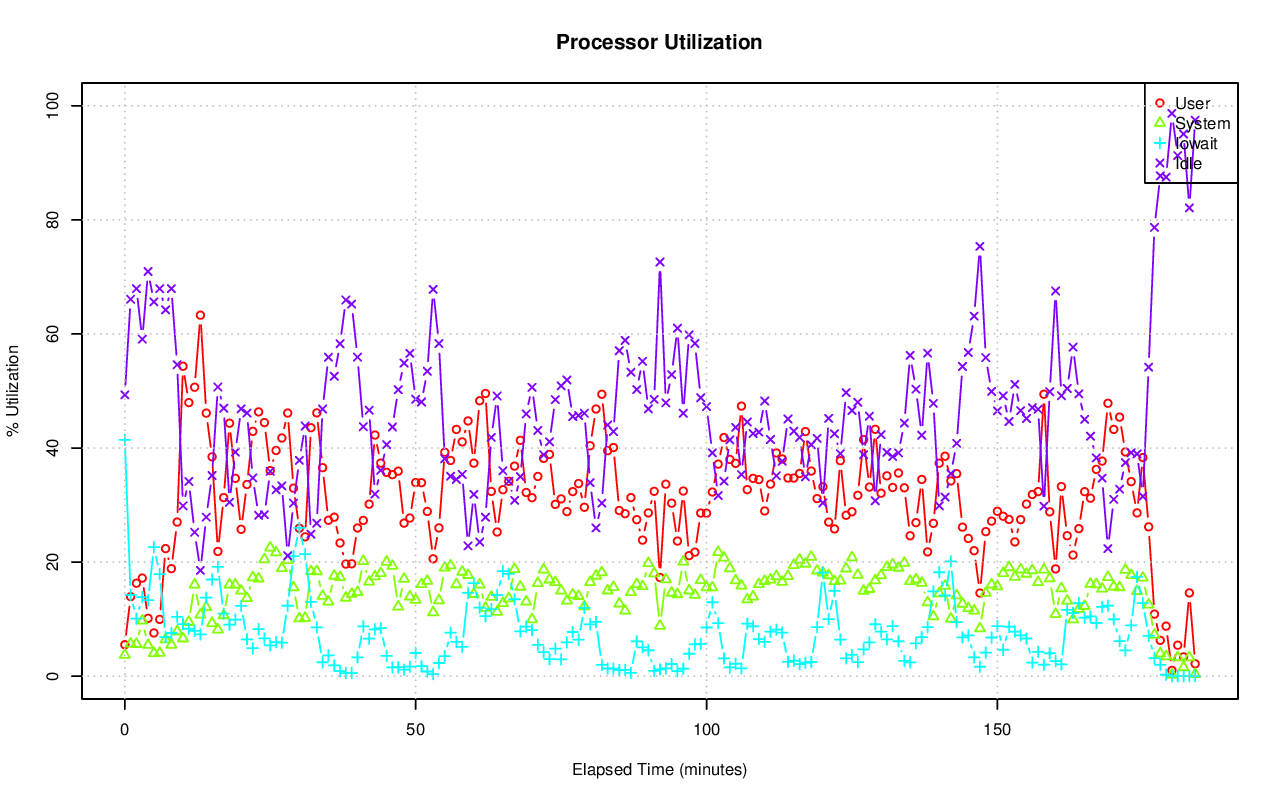 Processor Utilization
% Utilization
100
80
60
40
20
0
User
System
Iowait
Idle
0 50 100 150
Elapsed Time (minutes)